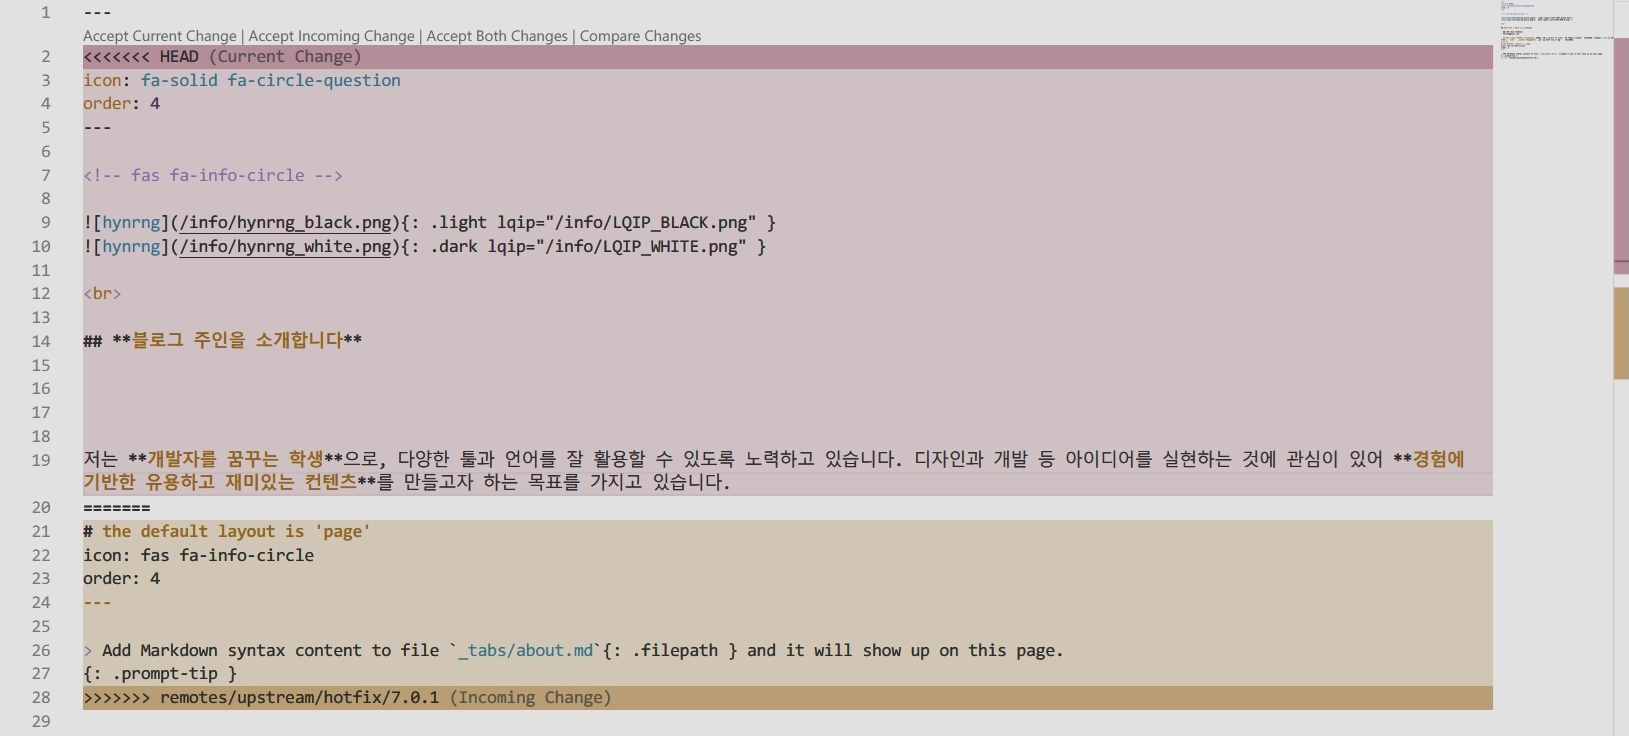 1 ---
Accept Current Change | Accept Incoming Change | Accept Both Changes | Compare Changes
2 <<<<<<< HEAD (Current Change)
3 icon: fa-solid fa-circle-question
4 order: 4
5 ---
6
7 <!-- fas fa-info-circle -->
8
9 ![hynrng](/info/hynrng_black.png){: .light lqip="/info/LQIP_BLACK.png" }
10 ![hynrng](/info/hynrng_white.png){: .dark lqip="/info/LQIP_WHITE.png" }
11
12 <br>
13
14 ## **블로그 주인을 소개합니다**
15
16
17
18
19 저는 **개발자를 꿈꾸는 학생**으로, 다양한 툴과 언어를 잘 활용할 수 있도록 노력하고 있습니다. 디자인과 개발 등 아이디어를 실현하는 것에 관심이 있어 **경험에
기반한 유용하고 재미있는 컨텐츠**를 만들고자 하는 목표를 가지고 있습니다.
20 =======
21 # the default layout is 'page'
22 icon: fas fa-info-circle
23 order: 4
24 ---
25
26 > Add Markdown syntax content to file `_tabs/about.md`{: .filepath } and it will show up on this page.
27 {: .prompt-tip }
28 >>>>>>> remotes/upstream/hotfix/7.0.1 (Incoming Change)
29